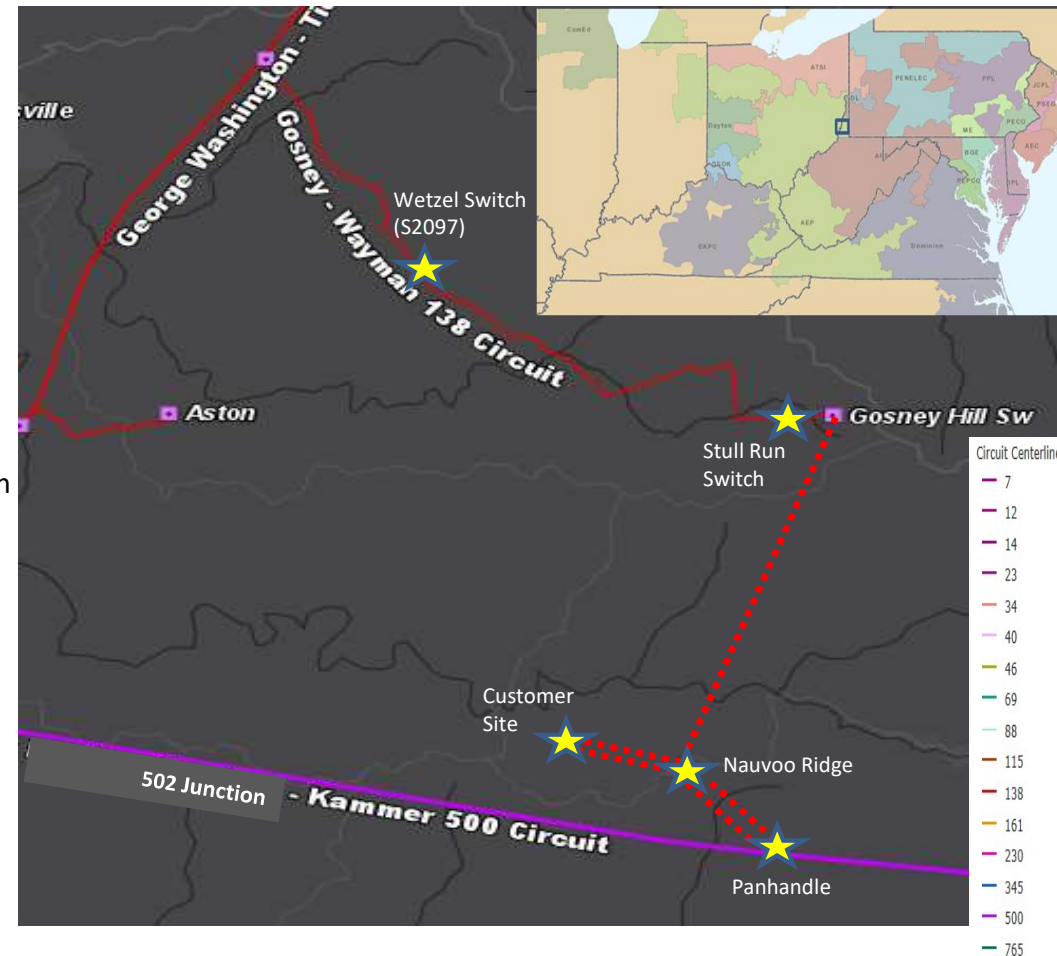 George Washington - Ti
sville
Gosney - Wayman 138 Circuit
Wetzel Switch
(S2097)
Aston
Gosney Hill Sw
Stull Run
Switch
n
Customer
Site
Nauvoo Ridge
502 Junction - Kammer 500 Circuit
Panhandle
ComEd
ATSI
PENELEC
PPL
JCPL
PSEG
Dayton
ME
PECO
AEC
BGE
PEPCO
DPL
AEP
EKPC
Dominion
Circuit Centerline
7
12
14
23
34
40
46
69
88
115
138
161
230
345
500
765